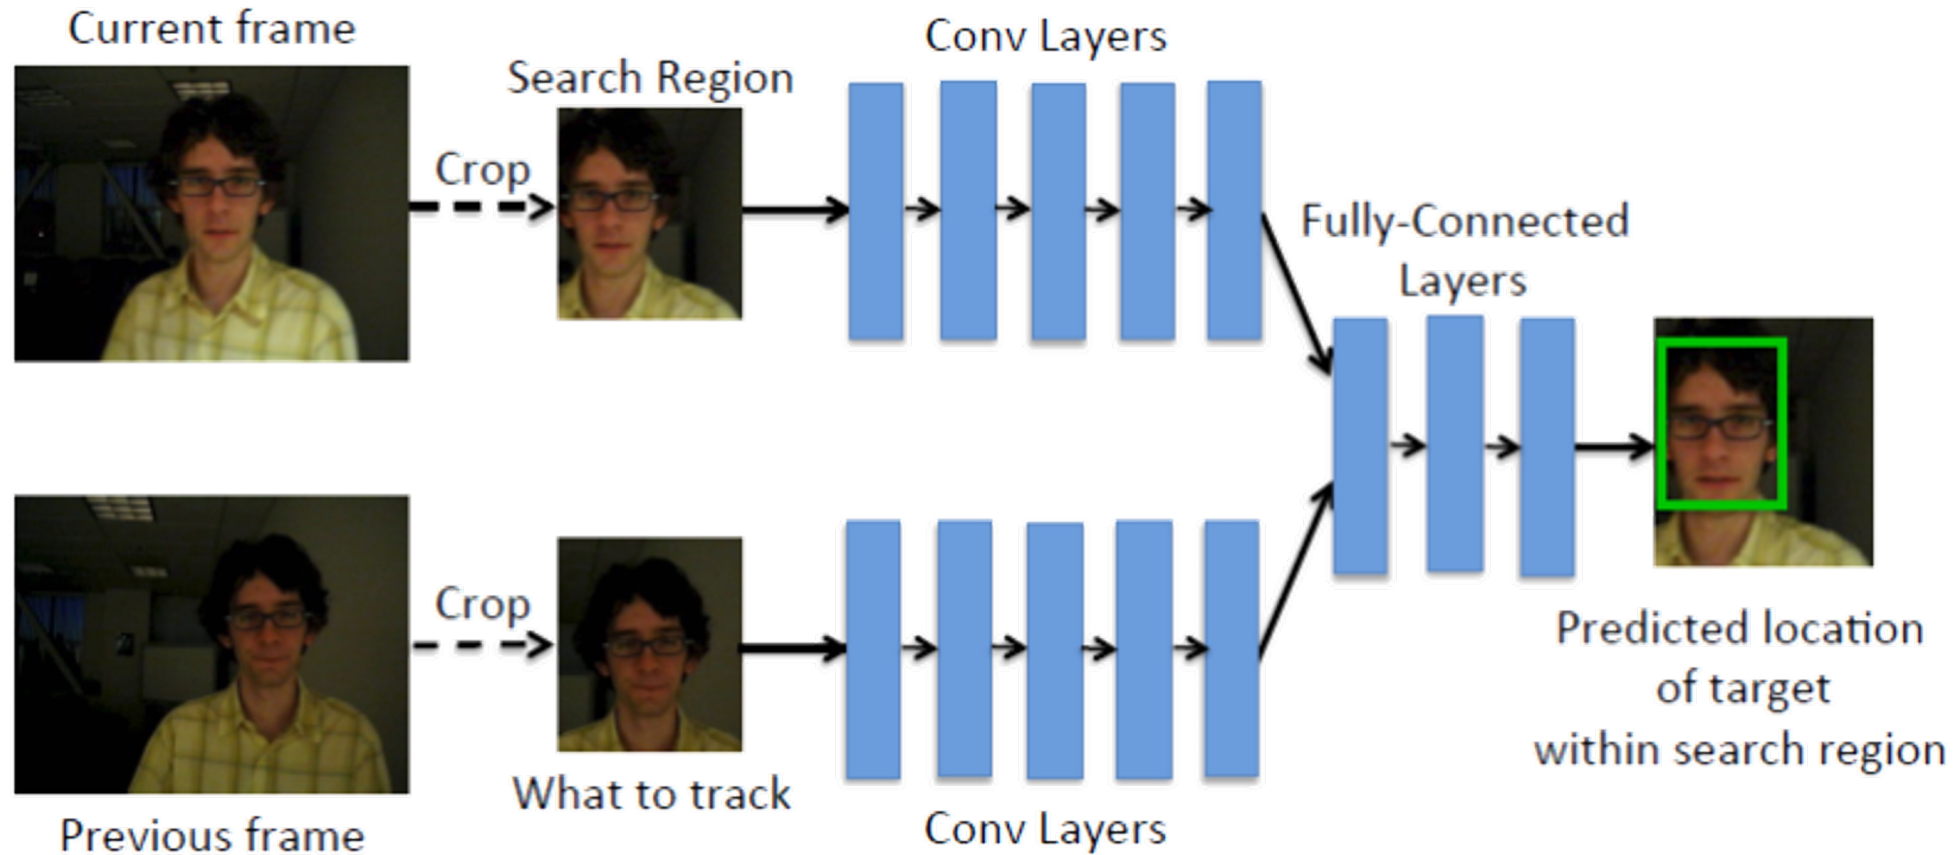 Current frame
Search Region
Crop
Conv Layers
Fully-Connected
Layers
Crop
What to track
Previous frame
Conv Layers
Predicted location
of target
within search region